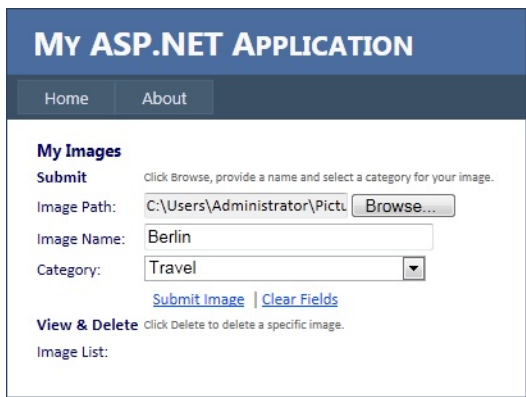 My ASP.NET Application
Home About
My Images
Submit Click Browse, provide a name and select a category for your image.
Image Path: C:\Users\Administrator\Pictu Browse...
Image Name: Berlin
Category: Travel
Submit Image | Clear Fields
View & Delete Click Delete to delete a specific image.
Image List: